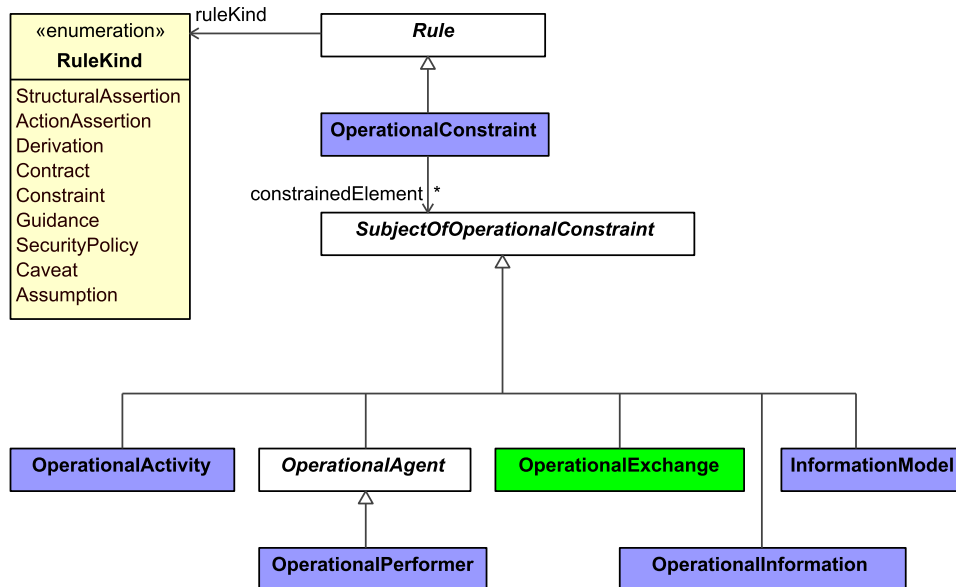 «enumeration»
RuleKind
StructuralAssertion
ActionAssertion
Derivation
Contract
Constraint
Guidance
SecurityPolicy
Caveat
Assumption
ruleKind
Rule
OperationalConstraint
constrainedElement *
SubjectOfOperationalConstraint
OperationalActivity
OperationalAgent
OperationalExchange
InformationModel
OperationalPerformer
OperationalInformation